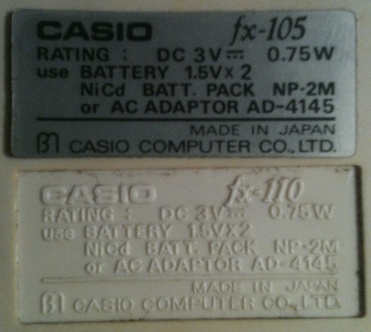 CASIO fx-105
RATING : DC 3V⎓ 0.75W
use BATTERY 1.5V×2
NiCd BATT. PACK NP-2M
or AC ADAPTOR AD-4145
MADE IN JAPAN
CASIO COMPUTER CO., LTD.
CASIO fx-110
RATING : DC 3V⎓ 0.75W
use BATTERY 1.5V×2
NiCd BATT. PACK NP-2M
or AC ADAPTOR AD-4145
MADE IN JAPAN
CASIO COMPUTER CO., LTD.